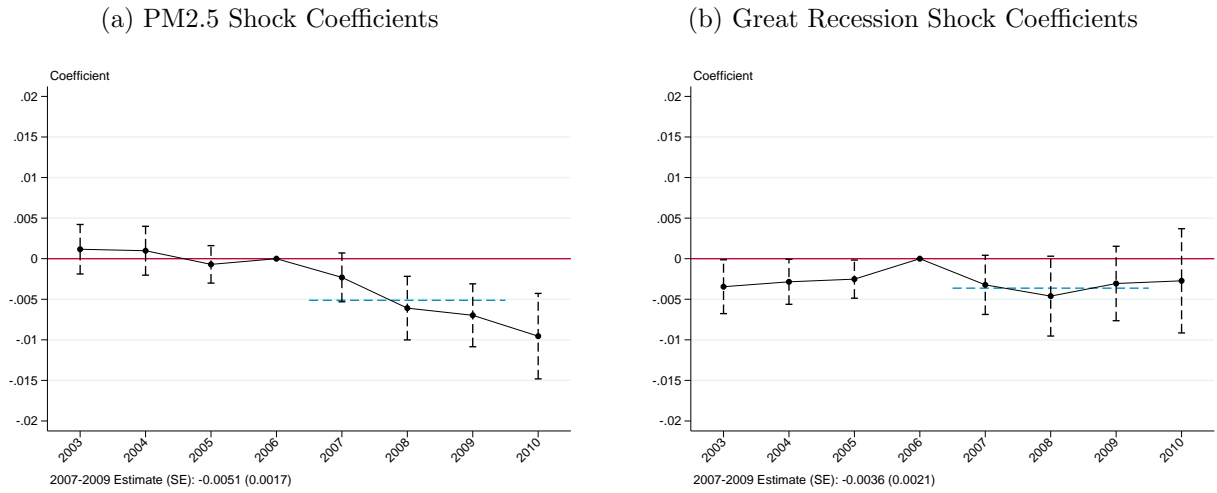 (a) PM2.5 Shock Coefficients
Coefficient
.02
.015
.01
.005
0
-.005
-.01
-.015
-.02
2003 2004 2005 2006 2007 2008 2009 2010
2007-2009 Estimate (SE): -0.0051 (0.0017)
(b) Great Recession Shock Coefficients
Coefficient
.02
.015
.01
.005
0
-.005
-.01
-.015
-.02
2003 2004 2005 2006 2007 2008 2009 2010
2007-2009 Estimate (SE): -0.0036 (0.0021)